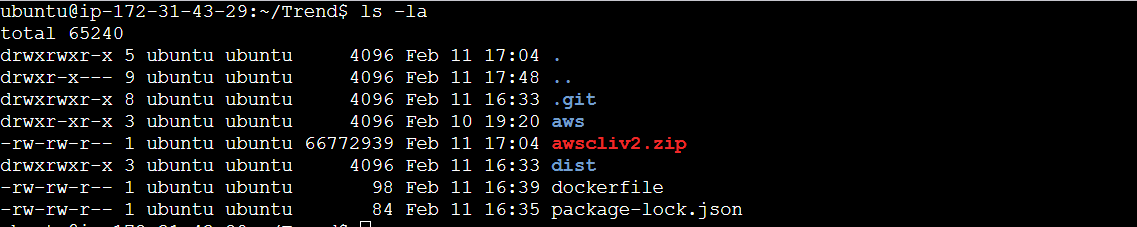 ubuntu@ip-172-31-43-29:~/Trend$ ls -la
total 65240
drwxrwxr-x 5 ubuntu ubuntu     4096 Feb 11 17:04 .
drwxr-x--- 9 ubuntu ubuntu     4096 Feb 11 17:48 ..
drwxrwxr-x 8 ubuntu ubuntu     4096 Feb 11 16:33 .git
drwxr-xr-x 3 ubuntu ubuntu     4096 Feb 10 19:20 aws
-rw-rw-r-- 1 ubuntu ubuntu 66772939 Feb 11 17:04 awscliv2.zip
drwxrwxr-x 3 ubuntu ubuntu     4096 Feb 11 16:33 dist
-rw-rw-r-- 1 ubuntu ubuntu       98 Feb 11 16:39 dockerfile
-rw-rw-r-- 1 ubuntu ubuntu       84 Feb 11 16:35 package-lock.json